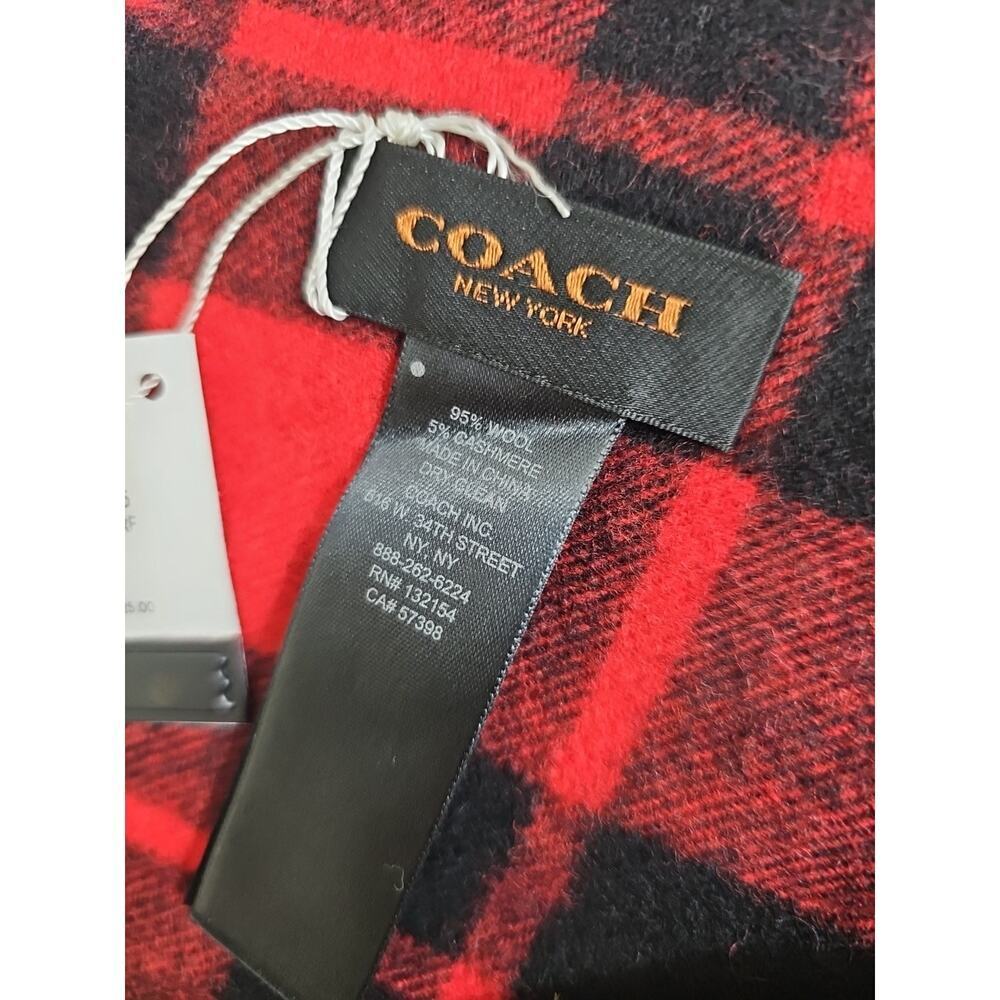 COACH
NEW YORK
95% WOOL
5% CASHMERE
MADE IN CHINA
DRY CLEAN
COACH INC.
516 W. 34TH STREET
NY, NY
888-262-6224
RN# 132154
CA# 57398